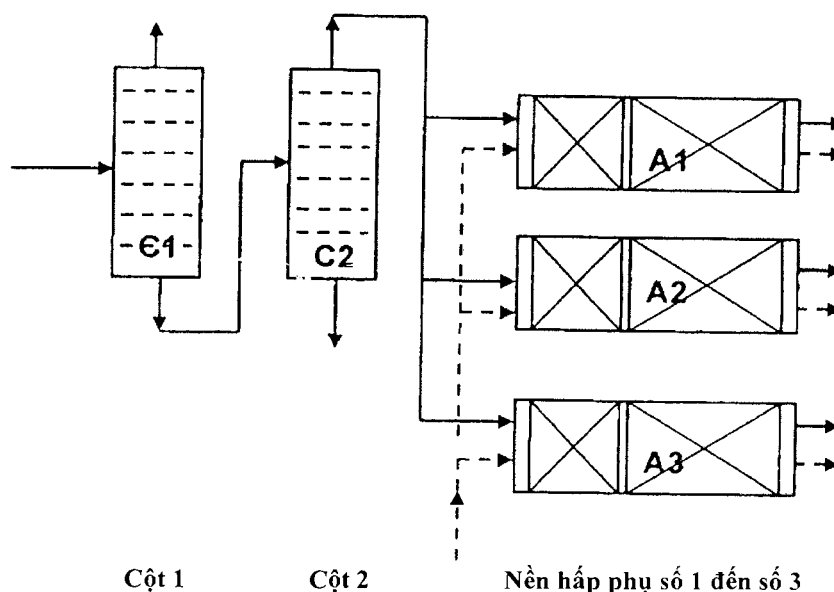 C1
C2
A1
A2
A3
Cột 1 Cột 2 Nền hấp phụ số 1 đến số 3